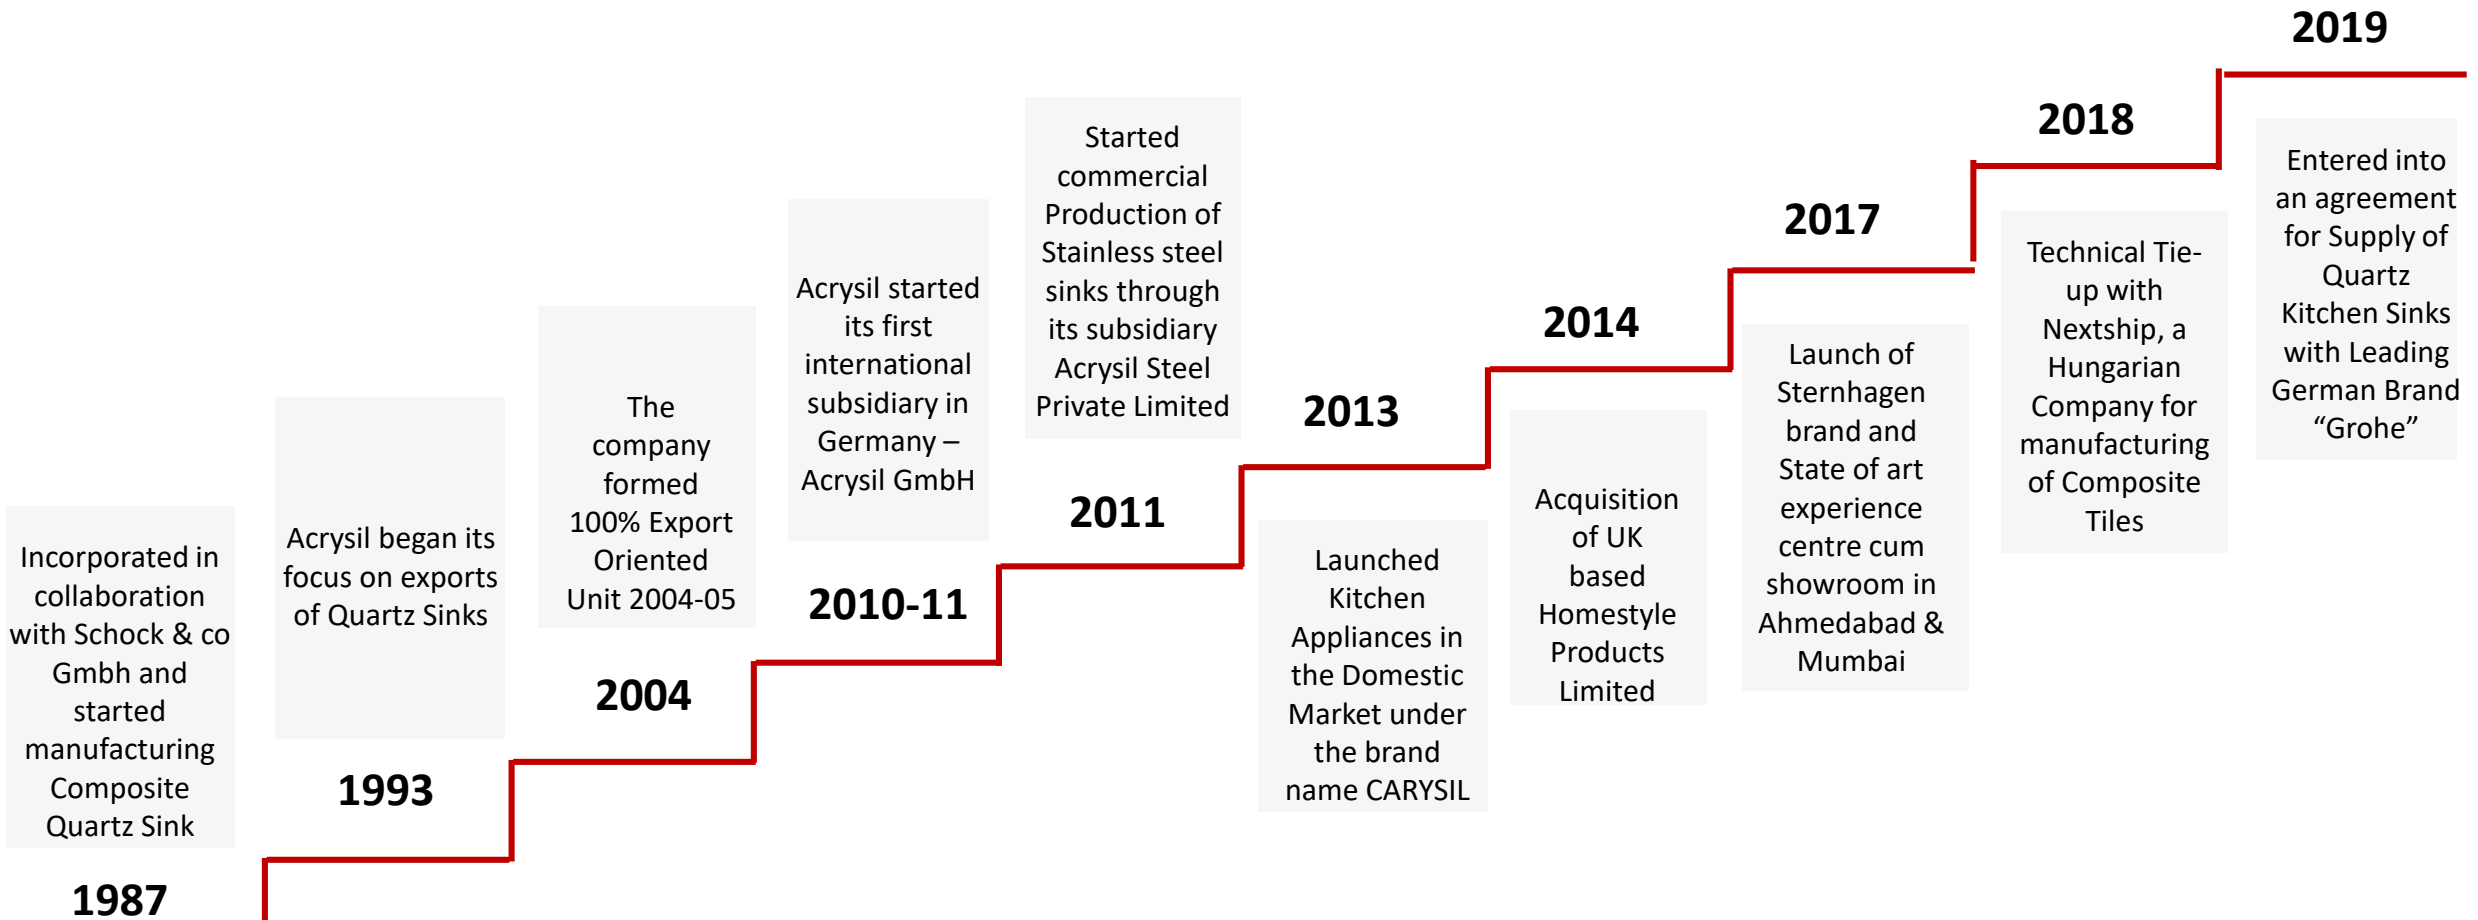 Incorporated in
collaboration
with Schock & co
Gmbh and
started
manufacturing
Composite
Quartz Sink
1987
Acrysil began its
focus on exports
of Quartz Sinks
1993
The
company
formed
100% Export
Oriented
Unit 2004-05
2004
Acrysil started
its first
international
subsidiary in
Germany –
Acrysil GmbH
2010-11
Started
commercial
Production of
Stainless steel
sinks through
its subsidiary
Acrysil Steel
Private Limited
2011
2013
Launched
Kitchen
Appliances in
the Domestic
Market under
the brand
name CARYSIL
2014
Acquisition
of UK
based
Homestyle
Products
Limited
2017
Launch of
Sternhagen
brand and
State of art
experience
centre cum
showroom in
Ahmedabad &
Mumbai
2018
Technical Tie-
up with
Nextship, a
Hungarian
Company for
manufacturing
of Composite
Tiles
2019
Entered into
an agreement
for Supply of
Quartz
Kitchen Sinks
with Leading
German Brand
“Grohe”